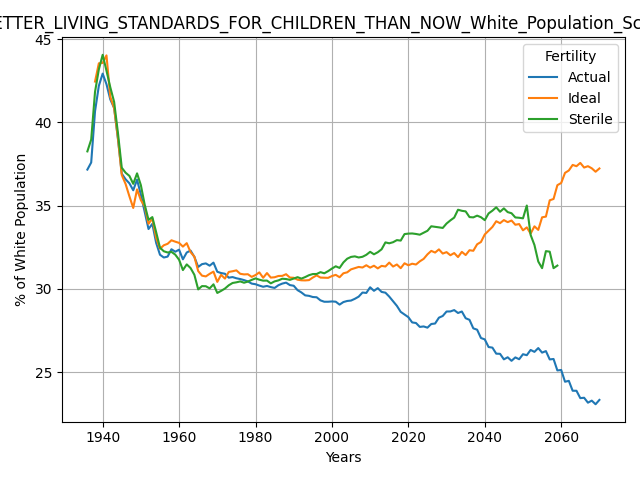 ETTER_LIVING_STANDARDS_FOR_CHILDREN_THAN_NOW_White_Population_Sc
Fertility
Actual
Ideal
Sterile
45
40
35
30
25
% of White Population
1940
1960
1980
2000
2020
2040
2060
Years